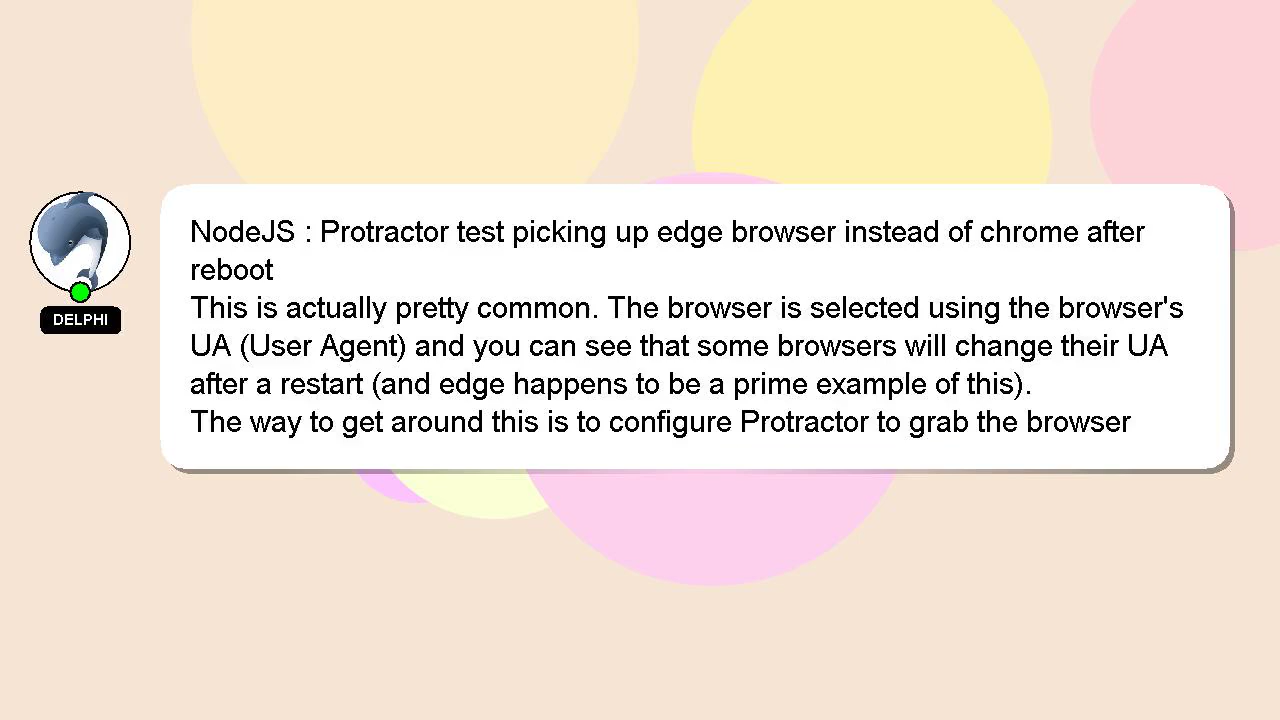 NodeJS : Protractor test picking up edge browser instead of chrome after
reboot
This is actually pretty common. The browser is selected using the browser's
UA (User Agent) and you can see that some browsers will change their UA
after a restart (and edge happens to be a prime example of this).
The way to get around this is to configure Protractor to grab the browser
DELPHI